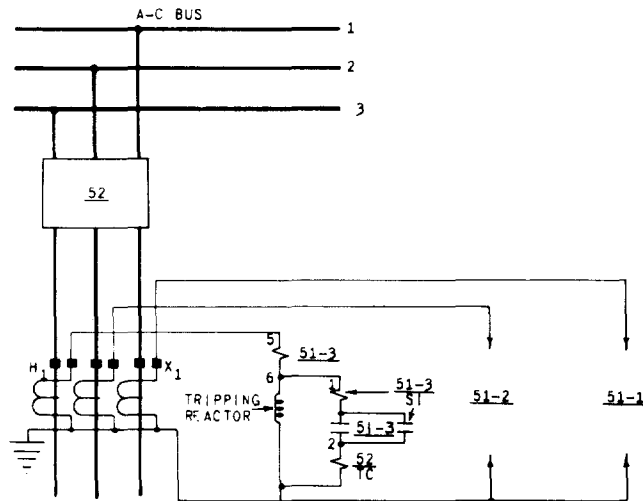 A-C BUS
1
2
3
52
H1
X1
5
51-3
6
TRIPPING
REACTOR
1
51-3
SI
51-3
2
52
TC
51-2
51-1